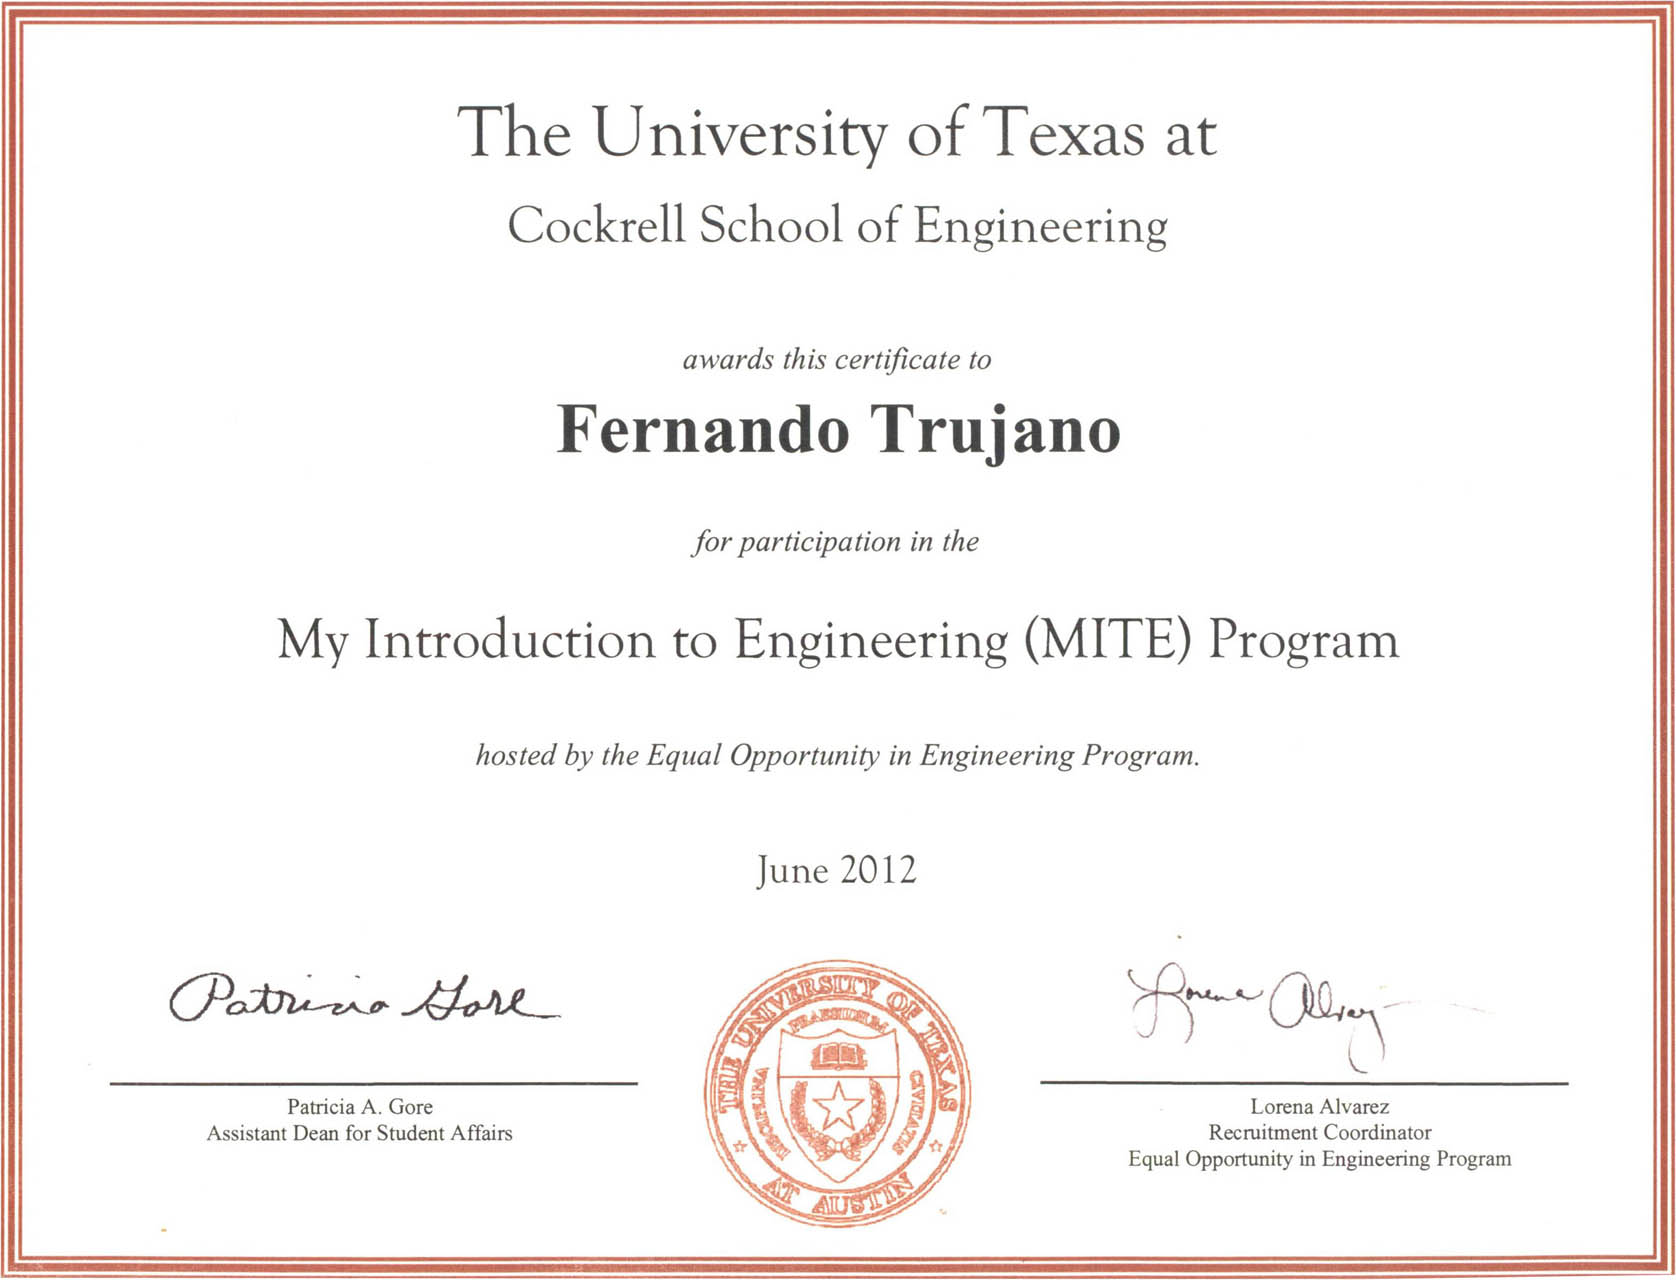 The University of Texas at
Cockrell School of Engineering
awards this certificate to
Fernando Trujano
for participation in the
My Introduction to Engineering (MITE) Program
hosted by the Equal Opportunity in Engineering Program.
June 2012
Patricia Gore
Patricia A. Gore
Assistant Dean for Student Affairs
THE UNIVERSITY OF TEXAS
PRAESIDIUM
DISCIPLINA
CIVITATIS
AT AUSTIN
Lorena Alvarez
Lorena Alvarez
Recruitment Coordinator
Equal Opportunity in Engineering Program